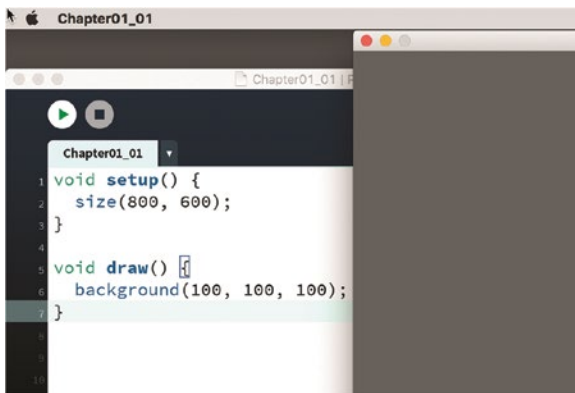 Chapter01_01
Chapter01_01 |
Chapter01_01
1 void setup() {
2 size(800, 600);
3 }
4
5 void draw() {
6 background(100, 100, 100);
7 }
8
9
10